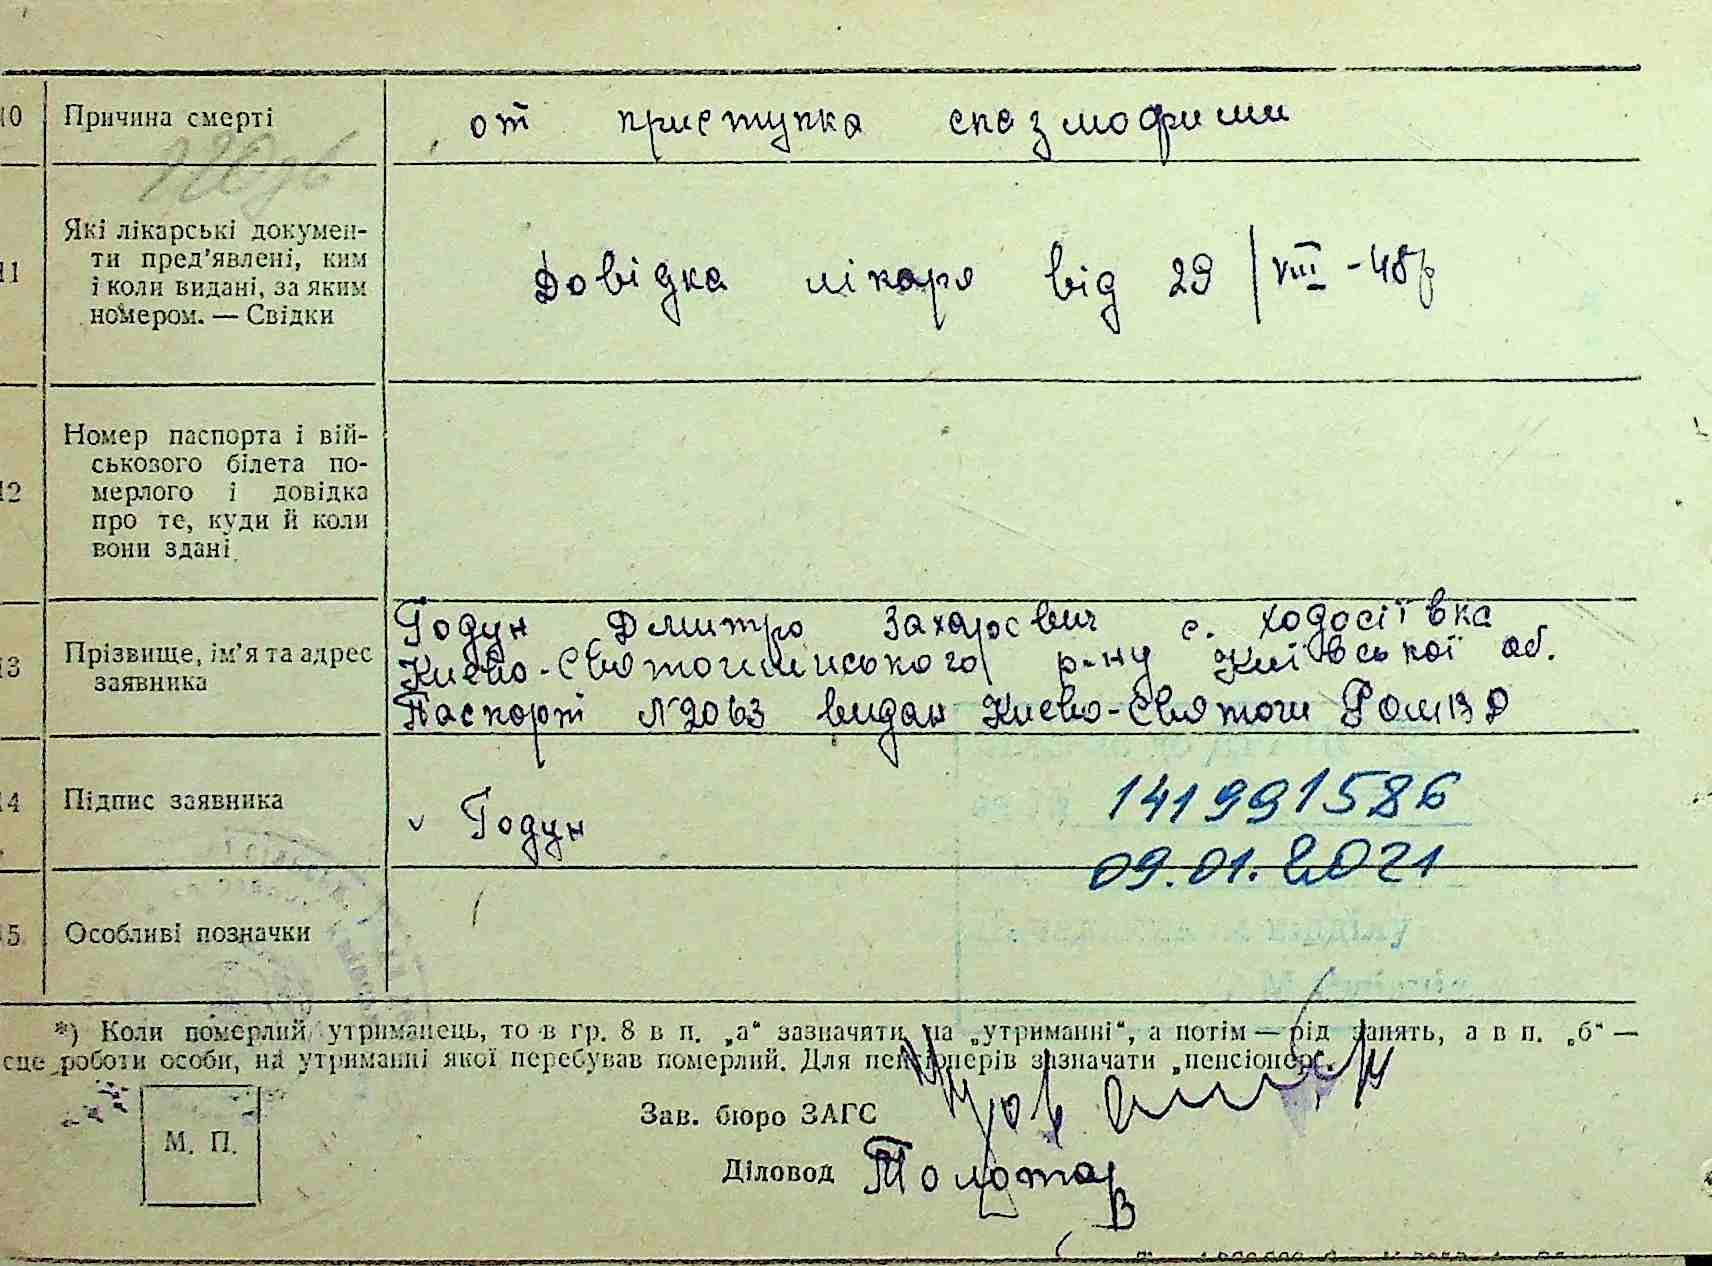 10 Причина смерті от приступка спазмофими
11 Які лікарські докумен-
ти пред'явлені, ким
і коли видані, за яким
номером. — Свідки
Довідка лікаря від 29/VIII-48р
12 Номер паспорта і вій-
ськового білета по-
мерлого і довідка
про те, куди й коли
вони здані
13 Прізвище, ім'я та адрес
заявника
Годун Дмитро Захарович с. Ходосіївка
Києво-Святошинського р-ну Київської об.
Паспорт №2063 видан Києво-Святоши РОМВД
14 Підпис заявника
v Годун
141991586
09.01.2021
15 Особливі позначки
*) Коли померлий утриманець, то в гр. 8 в п. „а“ зазначити на „утриманні“, а потім — рід занять, а в п. „б“ —
сце роботи особи, на утриманні якої перебував померлий. Для пенсіонерів зазначати „пенсіонер“.
Зав. бюро ЗАГС
М. П.
Діловод